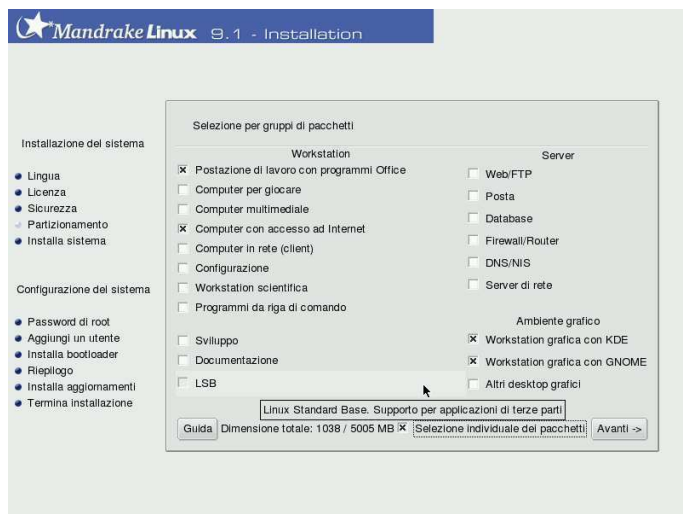 Mandrake Linux 9.1 - Installation
Installazione del sistema
Lingua
Licenza
Sicurezza
Partizionamento
Installa sistema
Configurazione del sistema
Password di root
Aggiungi un utente
Installa bootloader
Riepilogo
Installa aggiornamenti
Termina installazione
Selezione per gruppi di pacchetti
Workstation
Postazione di lavoro con programmi Office
Computer per giocare
Computer multimediale
Computer con accesso ad Internet
Computer in rete (client)
Configurazione
Workstation scientifica
Programmi da riga di comando
Sviluppo
Documentazione
LSB
Server
Web/FTP
Posta
Database
Firewall/Router
DNS/NIS
Server di rete
Ambiente grafico
Workstation grafica con KDE
Workstation grafica con GNOME
Altri desktop grafici
Linux Standard Base. Supporto per applicazioni di terze parti
Guida Dimensione totale: 1038 / 5005 MB Selezione individuale dei pacchetti Avanti ->